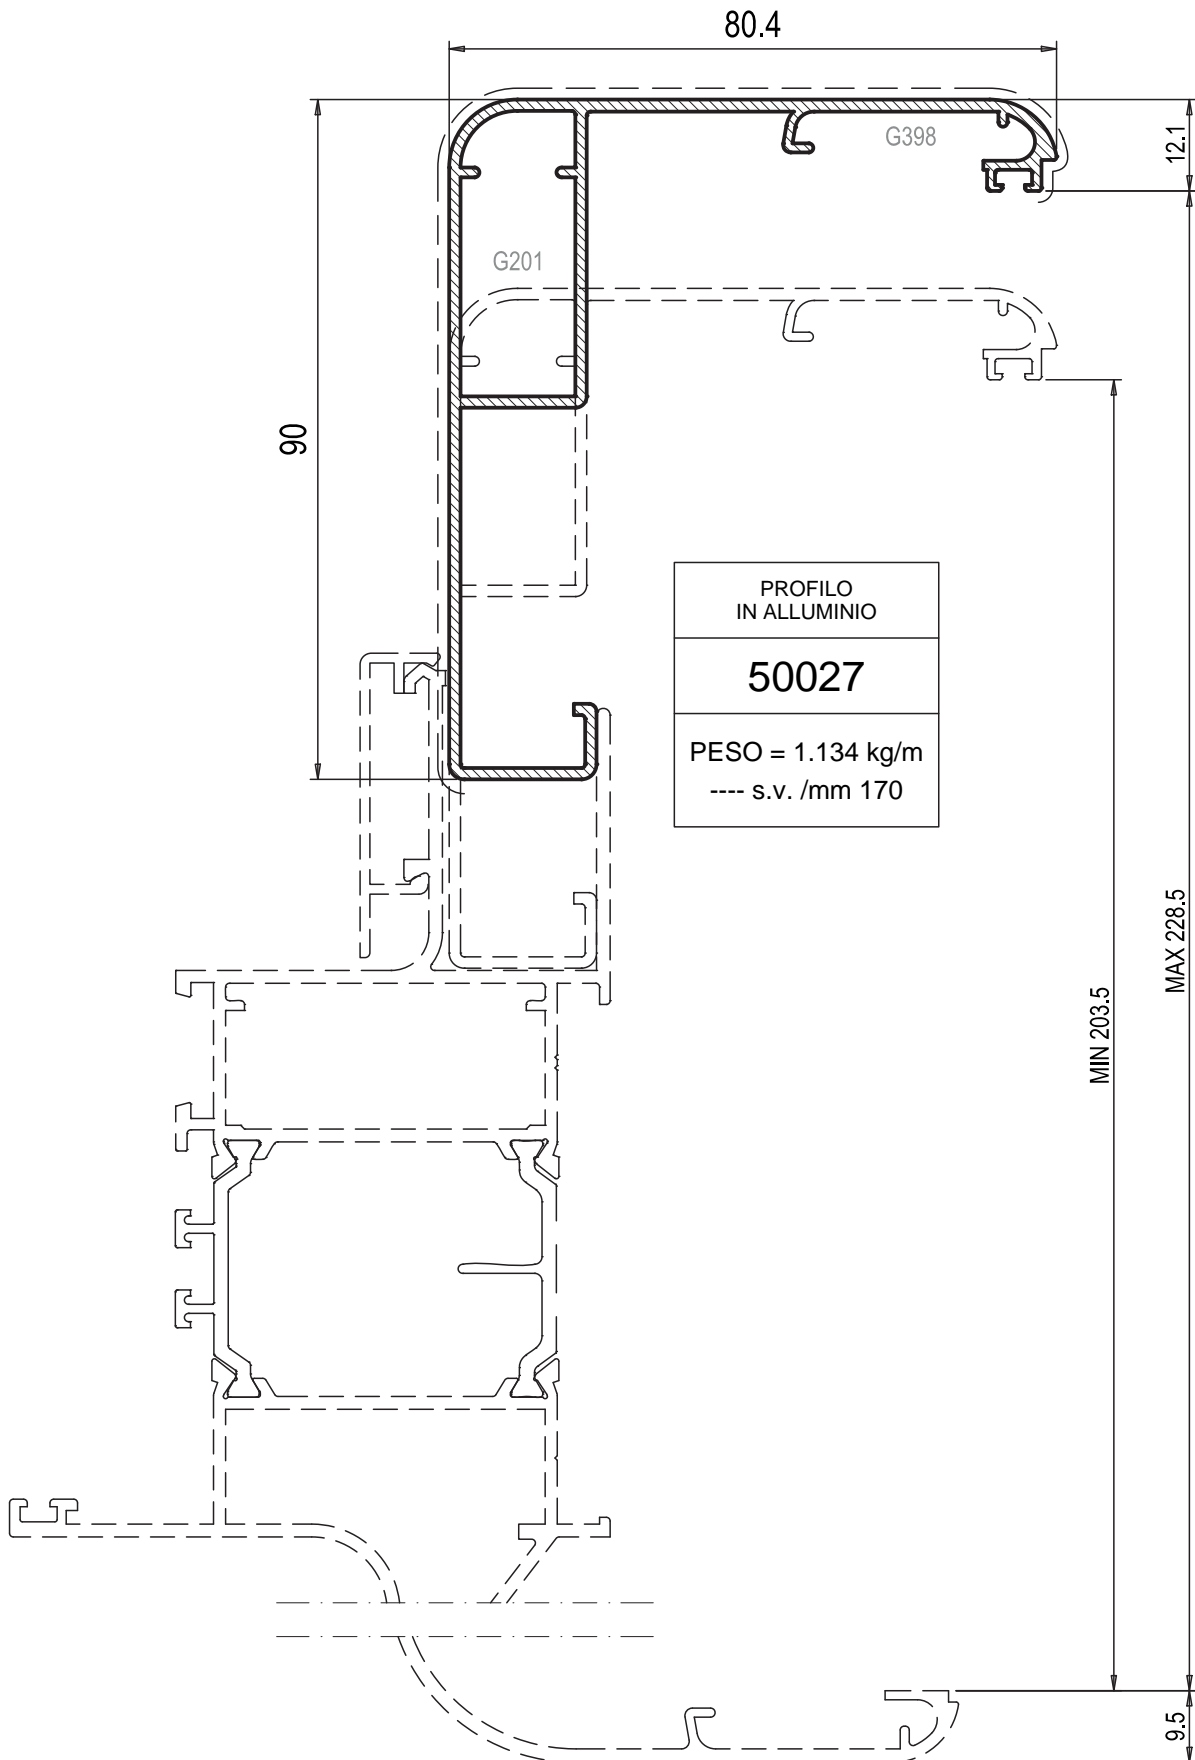 80.4
12.1
G398
G201
90
PROFILO
IN ALLUMINIO
50027
PESO = 1.134 kg/m
---- s.v. /mm 170
MAX 228.5
MIN 203.5
9.5